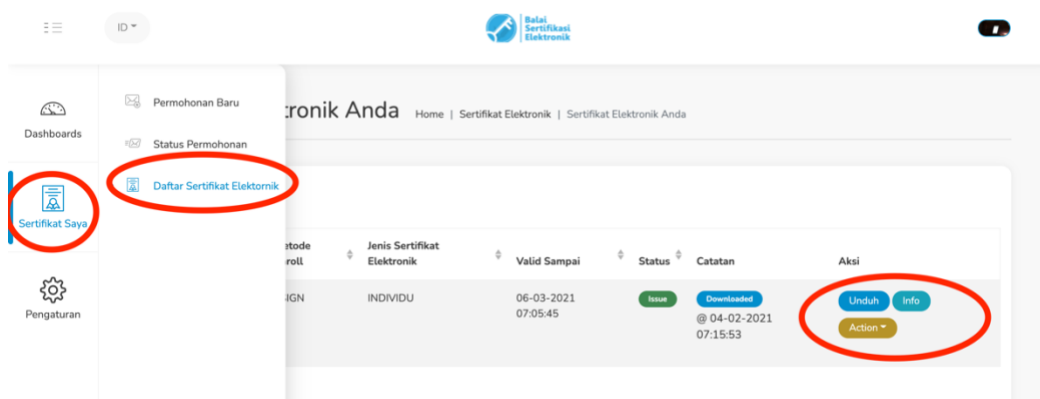 ID
Balai
Sertifikasi
Elektronik
Dashboards
Sertifikat Saya
Pengaturan
Permohonan Baru
Status Permohonan
Daftar Sertifikat Elektornik
tronik Anda
Home | Sertifikat Elektronik | Sertifikat Elektronik Anda
etode
roll
Jenis Sertifikat
Elektronik
Valid Sampai
Status
Catatan
Aksi
IGN
INDIVIDU
06-03-2021
07:05:45
Issue
Downloaded
@ 04-02-2021
07:15:53
Unduh
Info
Action